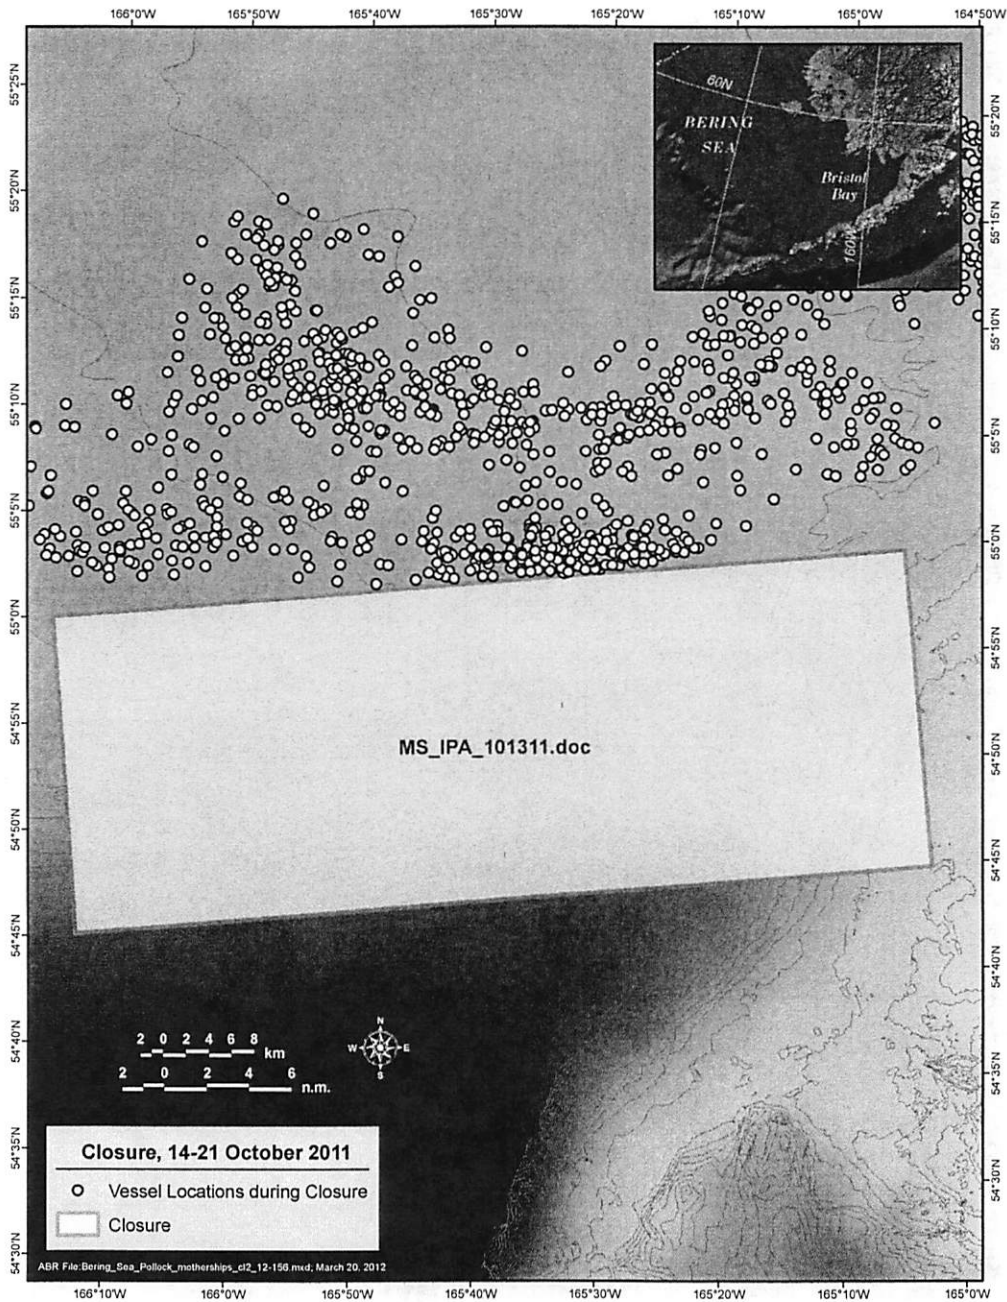 166°0'W 165°50'W 165°40'W 165°30'W 165°20'W 165°10'W 165°0'W 164°50'W
55°25'N
55°20'N
55°15'N
55°10'N
55°5'N
55°0'N
54°55'N
54°50'N
54°45'N
54°40'N
54°35'N
54°30'N
60N
BERING
SEA
Bristol
Bay
160W
55°20'N
55°15'N
55°10'N
55°5'N
55°0'N
54°55'N
54°50'N
54°45'N
54°40'N
54°35'N
54°30'N
MS_IPA_101311.doc
2 0 2 4 6 8
km
2 0 2 4 6
n.m.
N
W E
S
Closure, 14-21 October 2011
Vessel Locations during Closure
Closure
ABR File:Bering_Sea_Pollock_motherships_cl2_12-156.mxd; March 20, 2012
166°10'W 166°0'W 165°50'W 165°40'W 165°30'W 165°20'W 165°10'W 165°0'W